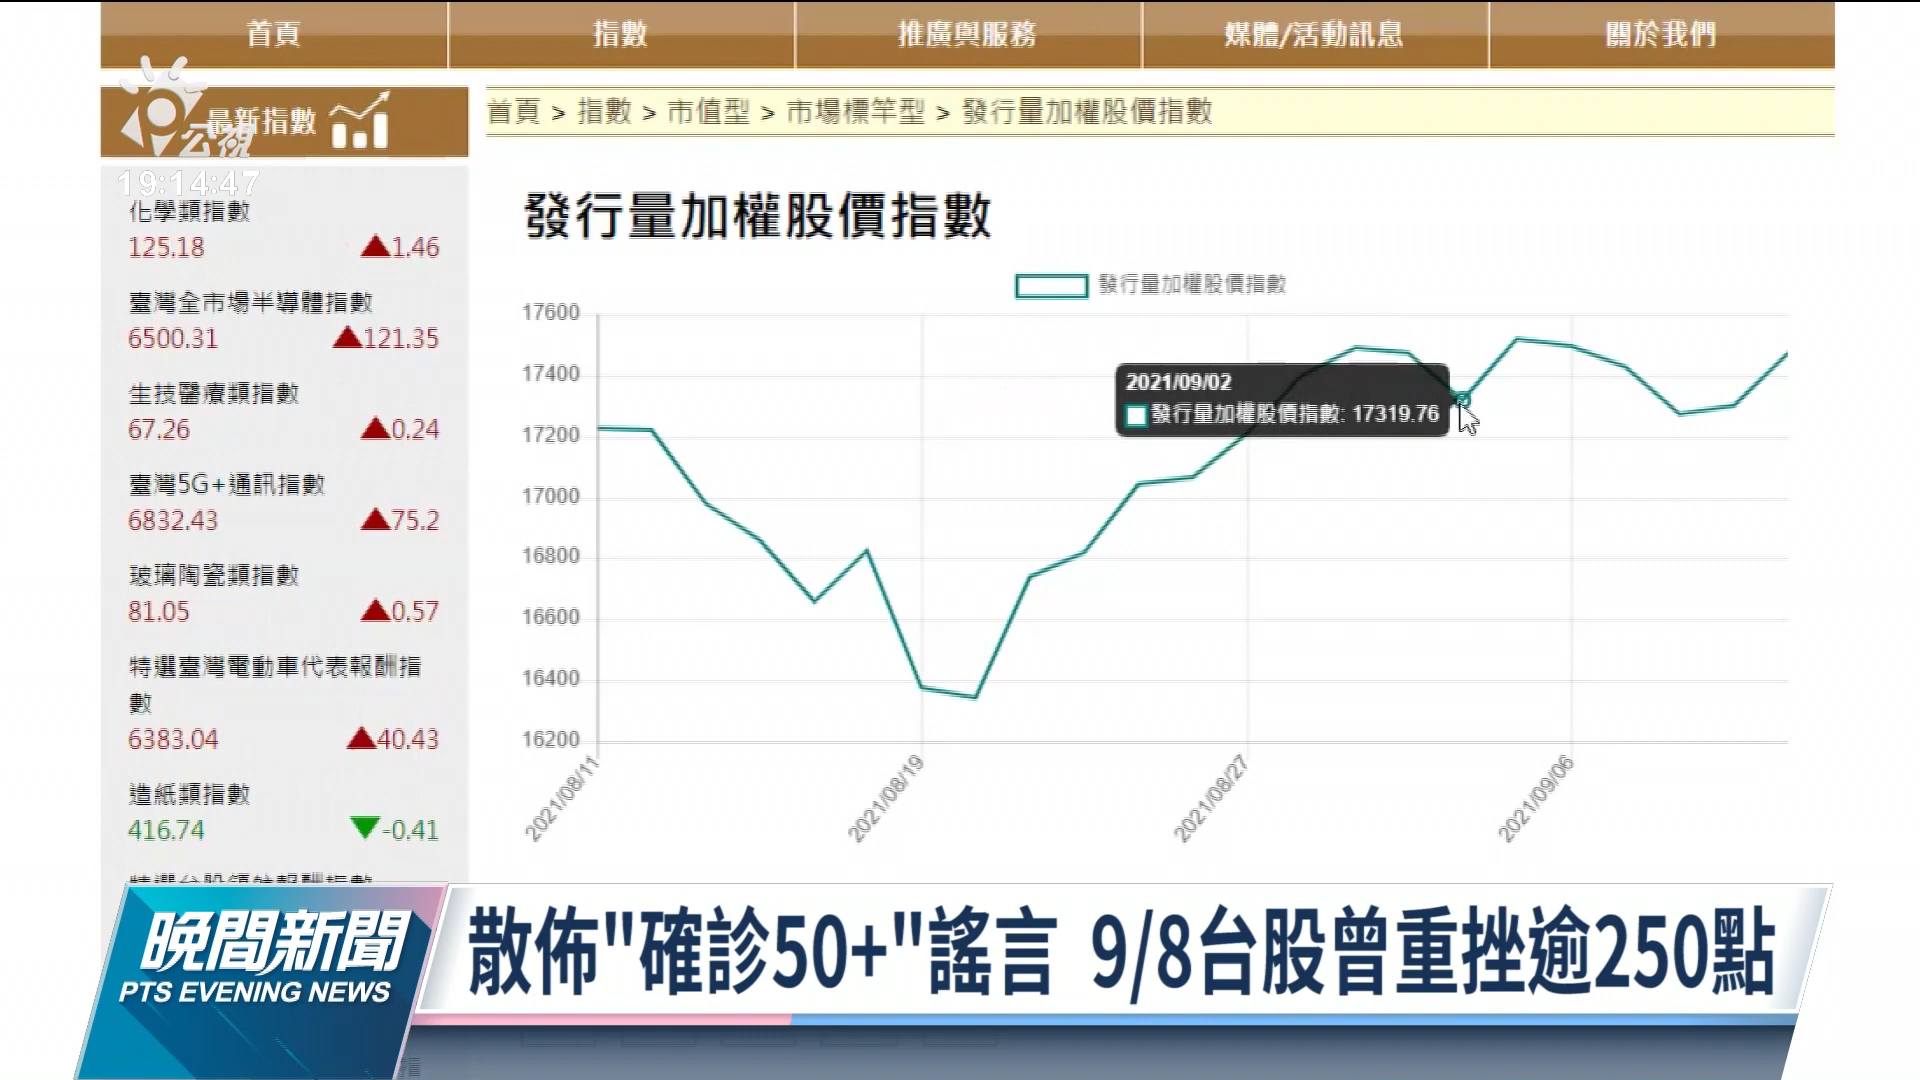 首頁
指數
推廣與服務
媒體/活動訊息
關於我們
公視
19:14:47
最新指數
首頁 > 指數 > 市值型 > 市場標竿型 > 發行量加權股價指數
化學類指數
125.18 ▲1.46
臺灣全市場半導體指數
6500.31 ▲121.35
生技醫療類指數
67.26 ▲0.24
臺灣5G+通訊指數
6832.43 ▲75.2
玻璃陶瓷類指數
81.05 ▲0.57
特選臺灣電動車代表報酬指
數
6383.04 ▲40.43
造紙類指數
416.74 ▼-0.41
發行量加權股價指數
發行量加權股價指數
17600
17400
17200
17000
16800
16600
16400
16200
2021/09/02
發行量加權股價指數: 17319.76
2021/08/11
2021/08/19
2021/08/27
2021/09/06
晚間新聞
PTS EVENING NEWS
散佈"確診50+"謠言 9/8台股曾重挫逾250點